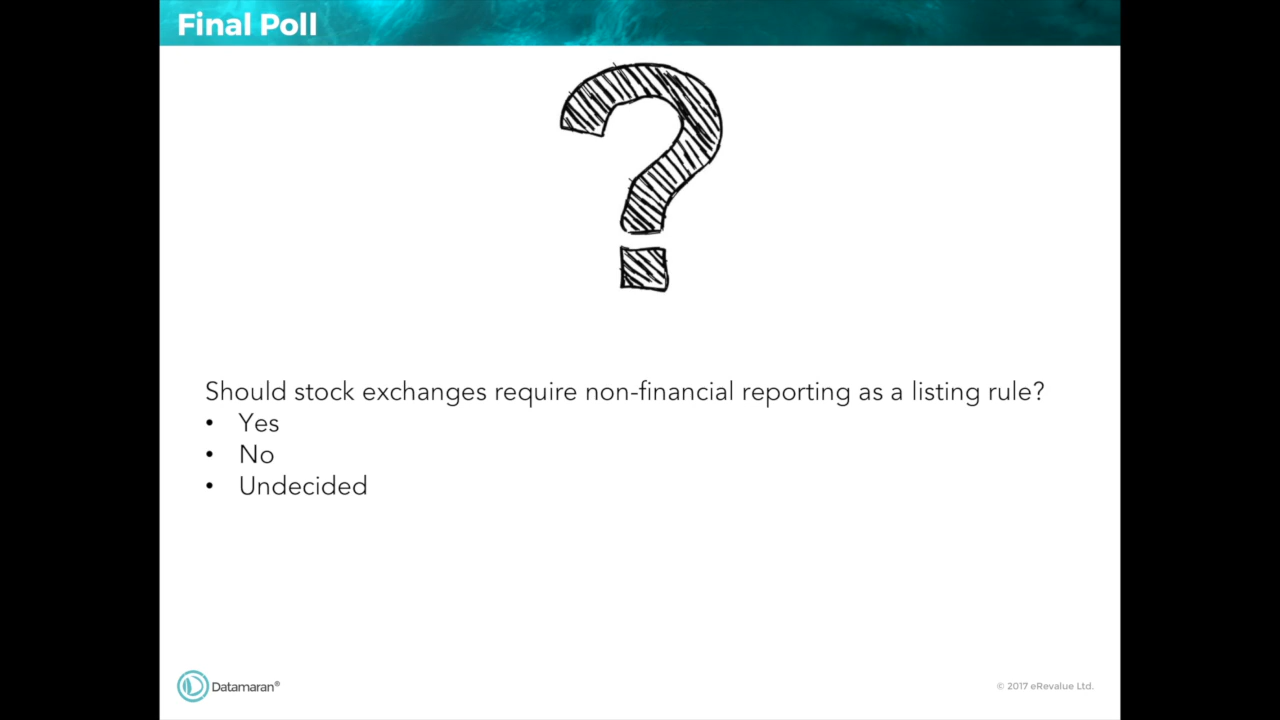 Final Poll
Should stock exchanges require non-financial reporting as a listing rule?
• Yes
• No
• Undecided
Datamaran®
© 2017 eRevalue Ltd.